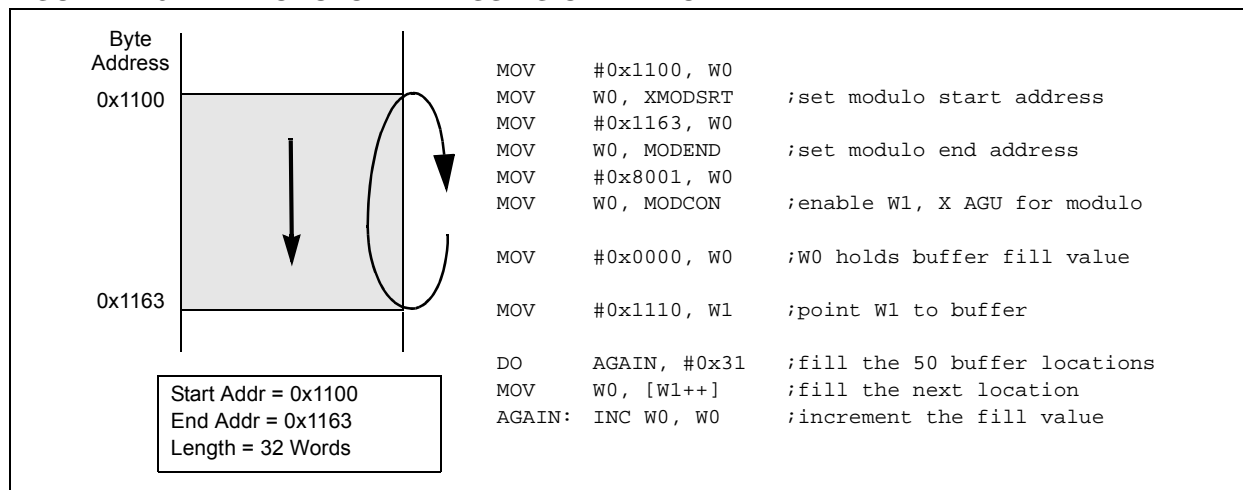 Byte
Address
0x1100
0x1163
Start Addr = 0x1100
End Addr = 0x1163
Length = 32 Words
MOV #0x1100, W0
MOV W0, XMODSRT ;set modulo start address
MOV #0x1163, W0
MOV W0, MODEND ;set modulo end address
MOV #0x8001, W0
MOV W0, MODCON ;enable W1, X AGU for modulo
MOV #0x0000, W0 ;W0 holds buffer fill value
MOV #0x1110, W1 ;point W1 to buffer
DO AGAIN, #0x31 ;fill the 50 buffer locations
MOV W0, [W1++] ;fill the next location
AGAIN: INC W0, W0 ;increment the fill value